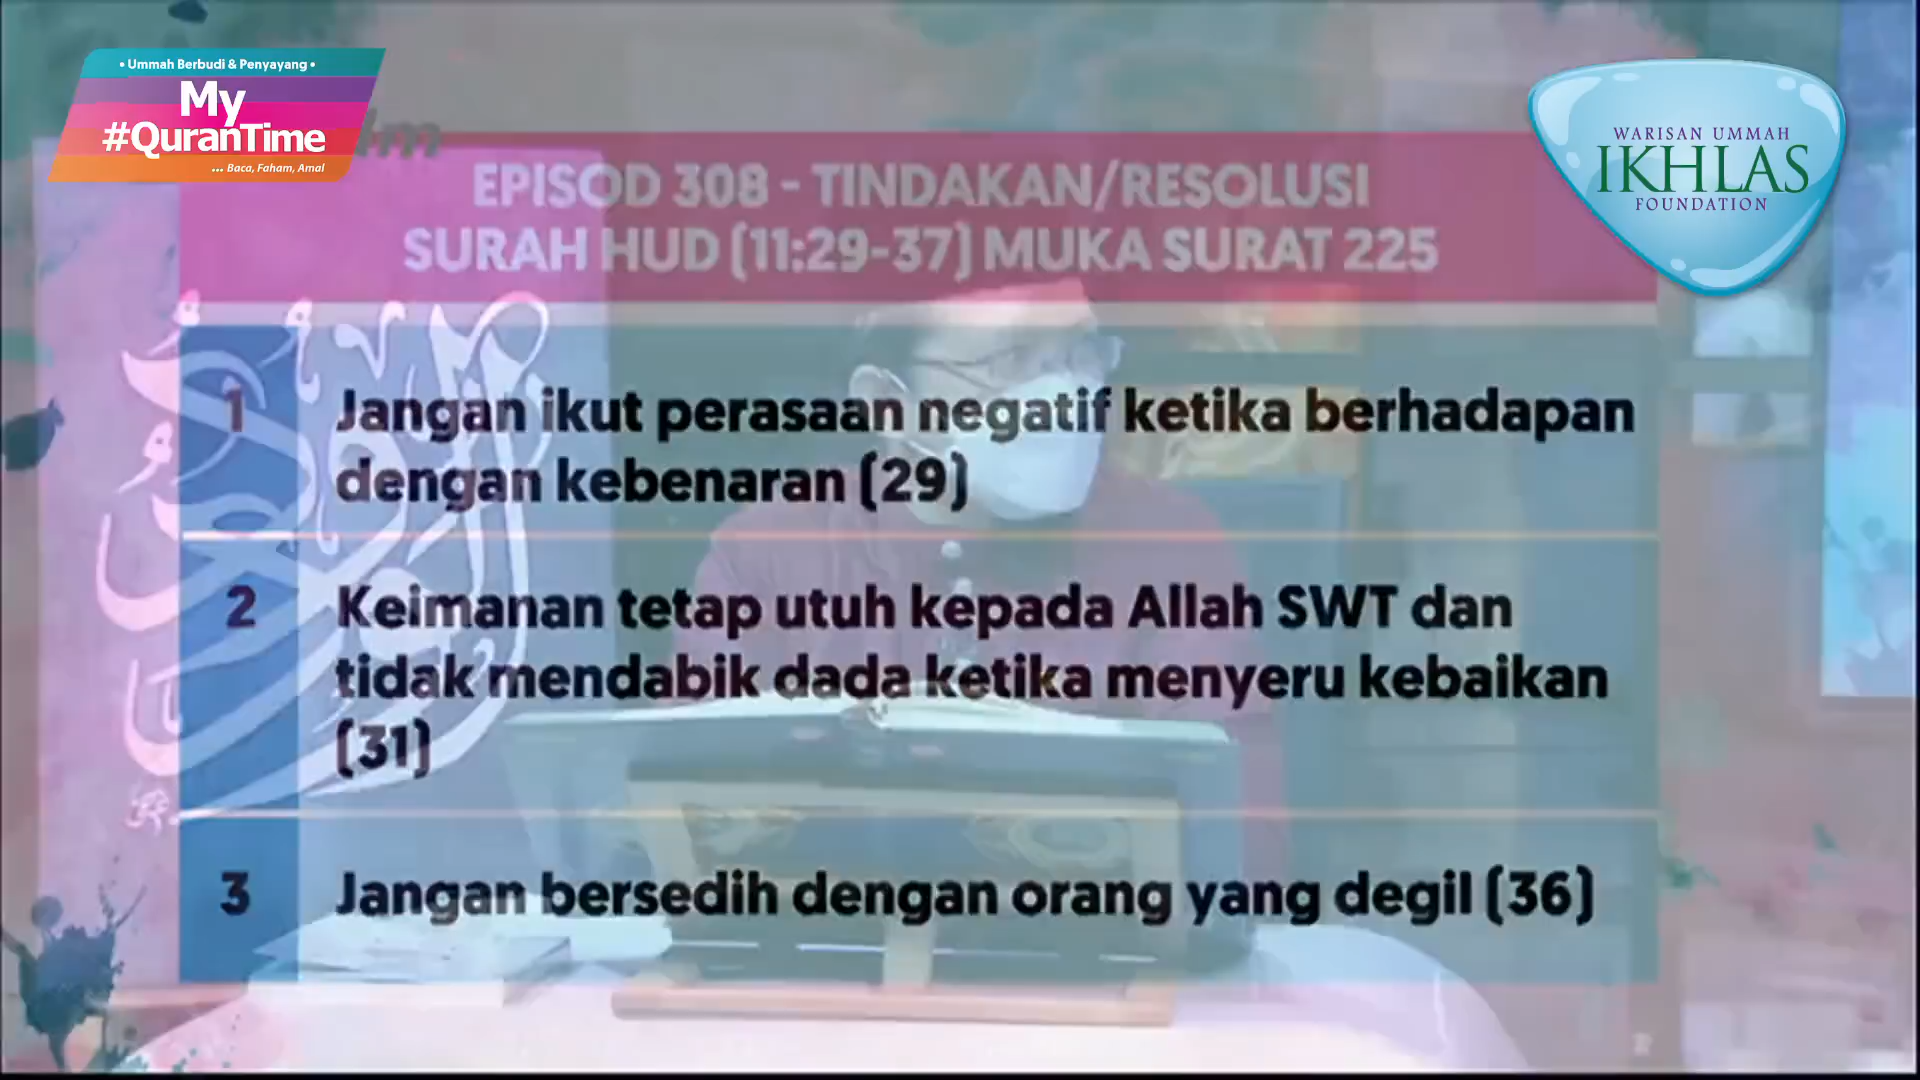 • Ummah Berbudi & Penyayang •
My
#QuranTime
... Baca, Faham, Amal
WARISAN UMMAH
IKHLAS
FOUNDATION
EPISOD 308 - TINDAKAN/RESOLUSI
SURAH HUD (11:29-37) MUKA SURAT 225
1 Jangan ikut perasaan negatif ketika berhadapan
dengan kebenaran (29)
2 Keimanan tetap utuh kepada Allah SWT dan
tidak mendabik dada ketika menyeru kebaikan
(31)
3 Jangan bersedih dengan orang yang degil (36)